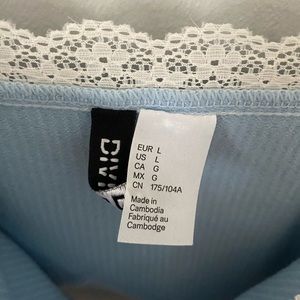 DIVI
EUR L
US L
CA G
MX G
CN 175/104A
Made in
Cambodia
Fabriqué au
Cambodge